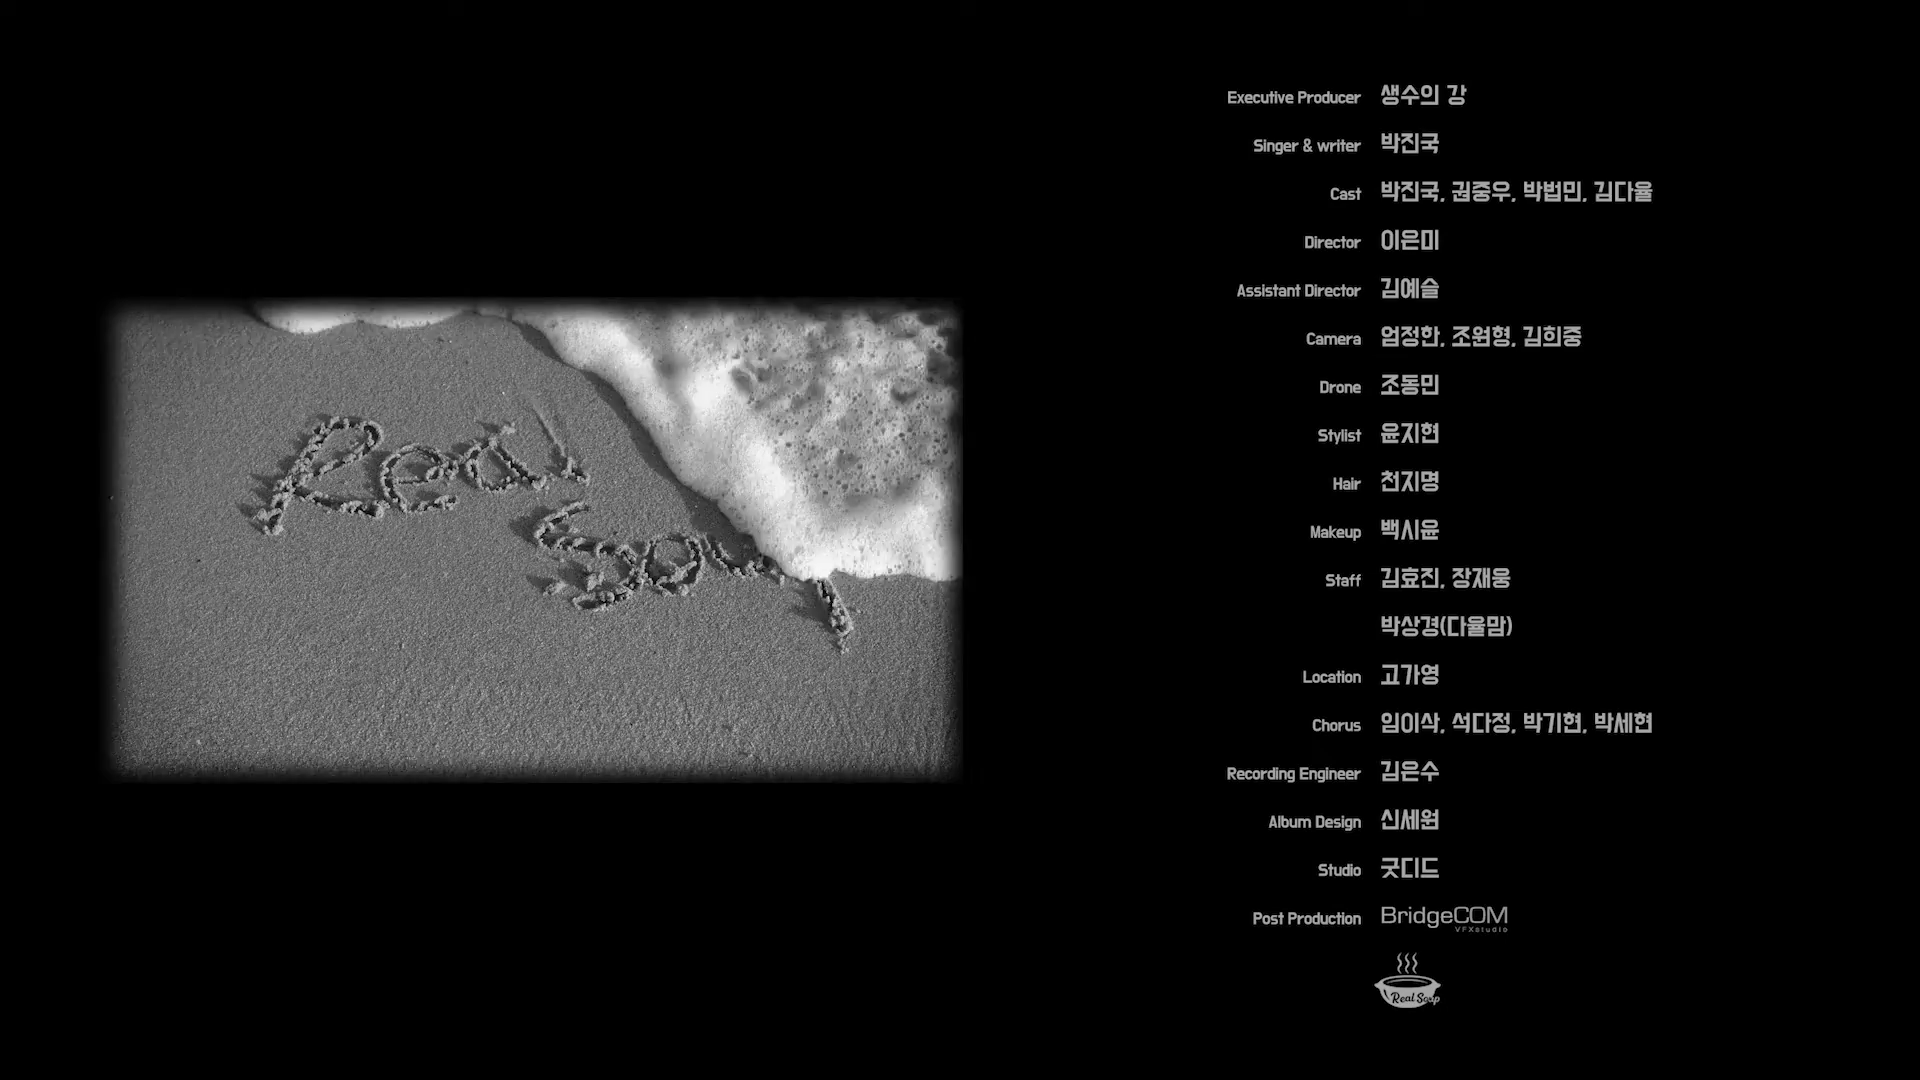 Real
Soup
Executive Producer 생수의 강
Singer & writer 박진국
Cast 박진국, 권중우, 박법민, 김다율
Director 이은미
Assistant Director 김예슬
Camera 엄정한, 조원형, 김희중
Drone 조동민
Stylist 윤지현
Hair 천지명
Makeup 백시윤
Staff 김효진, 장재웅
박상경(다율맘)
Location 고가영
Chorus 임이삭, 석다정, 박기현, 박세현
Recording Engineer 김은수
Album Design 신세원
Studio 굿디드
Post Production BridgeCOM
VFXstudio
Real Soup